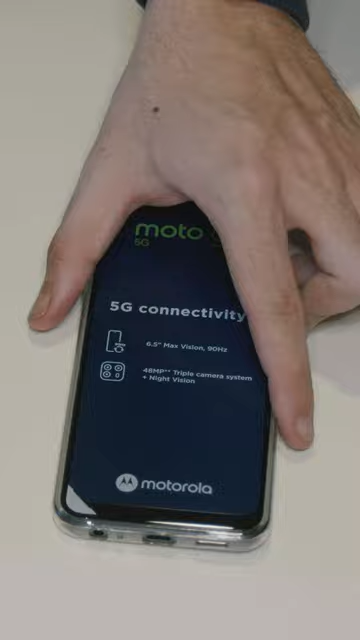 moto
5G
5G connectivity
6.5" Max Vision, 90Hz
48MP** Triple camera system
+ Night Vision
motorola